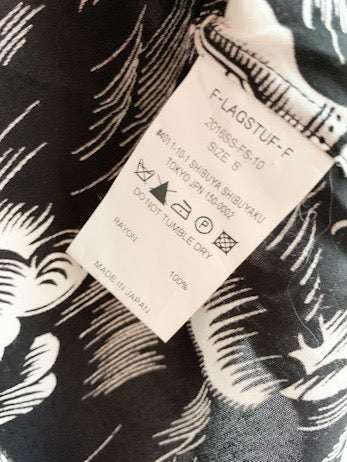 F-LAGSTUF-F
2018SS-FS-10
SIZE S
#401 1-10-1 SHIBUYA SHIBUYAKU
TOKYO JPN 150-0002
DO NOT TUMBLE DRY
RAYON 100%
MADE IN JAPAN